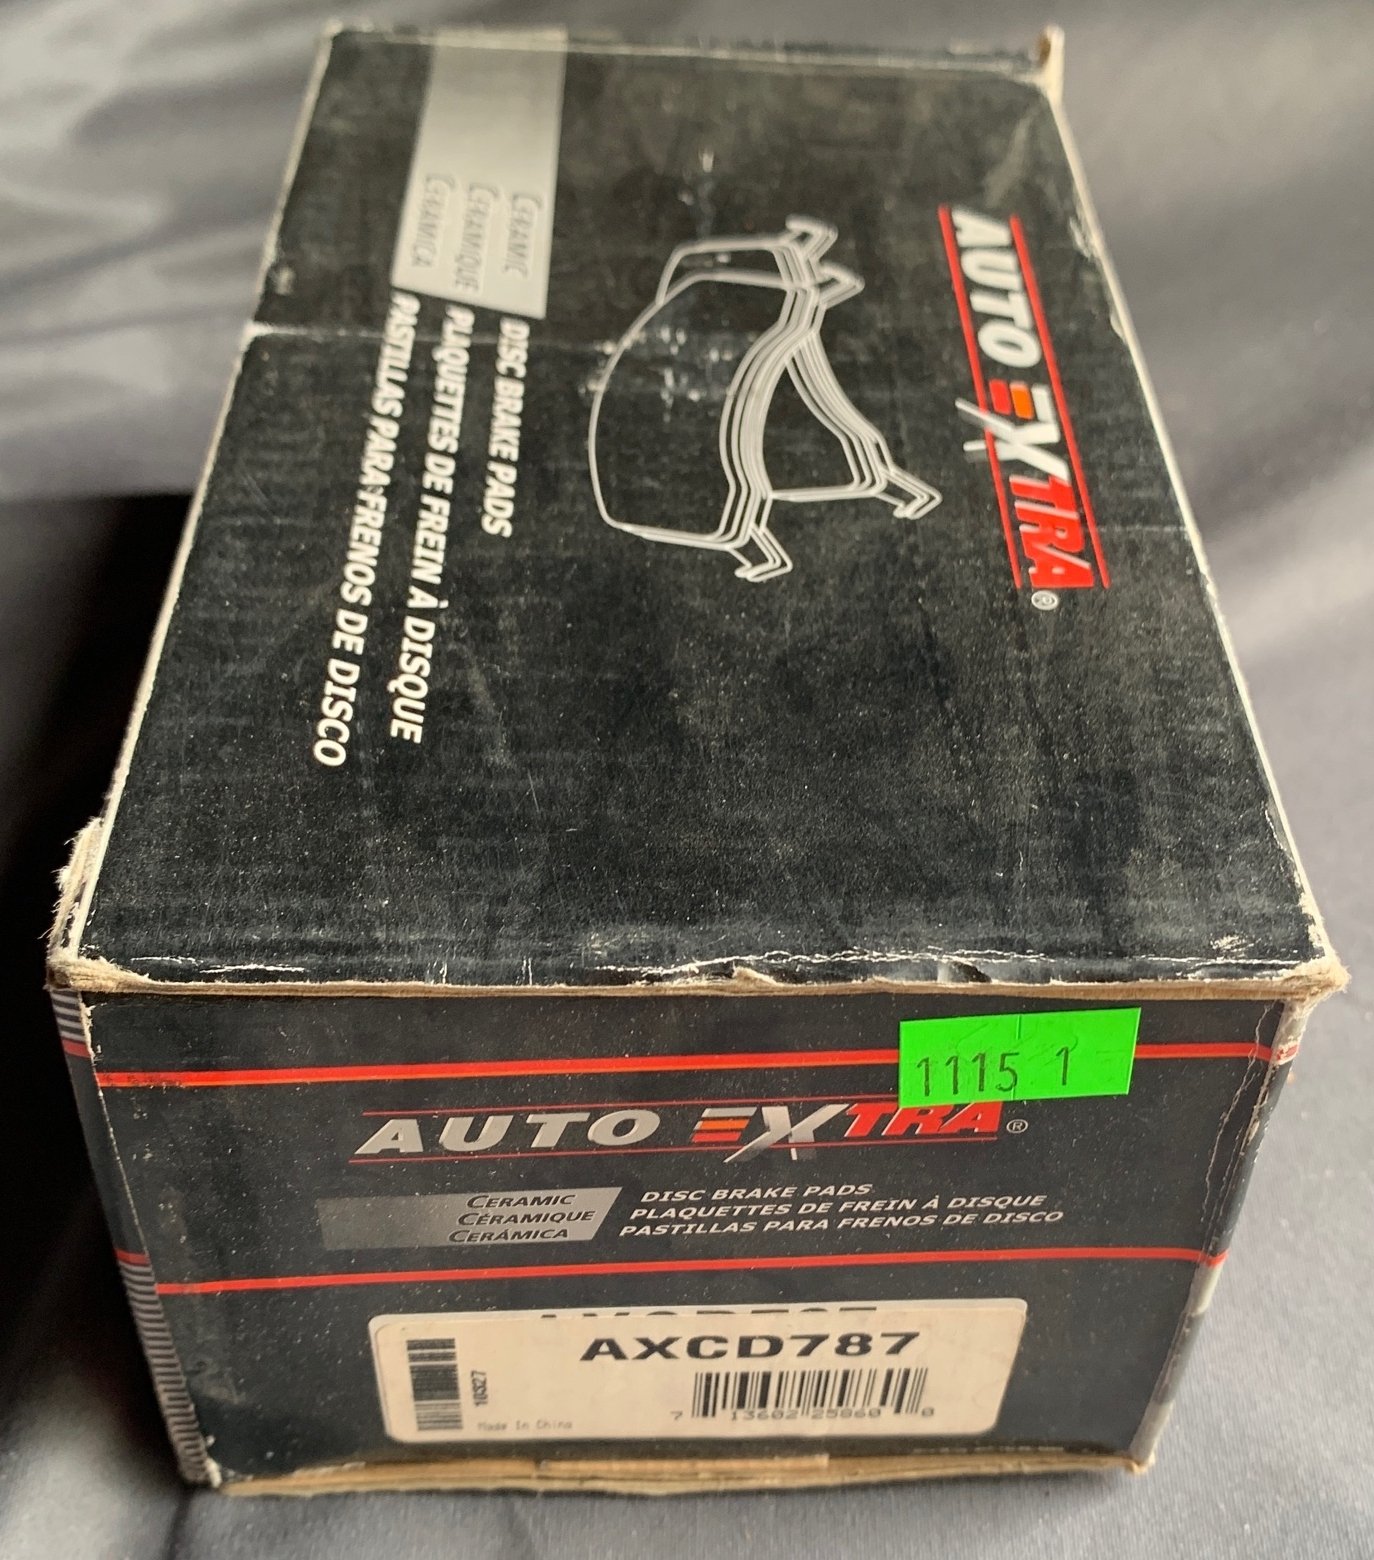 AUTO EXTRA®
CERAMIC DISC BRAKE PADS
CÉRAMIQUE PLAQUETTES DE FREIN À DISQUE
CERÁMICA PASTILLAS PARA FRENOS DE DISCO
1115 1
AUTO EXTRA®
CERAMIC DISC BRAKE PADS
CÉRAMIQUE PLAQUETTES DE FREIN À DISQUE
CERÁMICA PASTILLAS PARA FRENOS DE DISCO
AXCD787
10327
Made In China
7 13602 25860 0